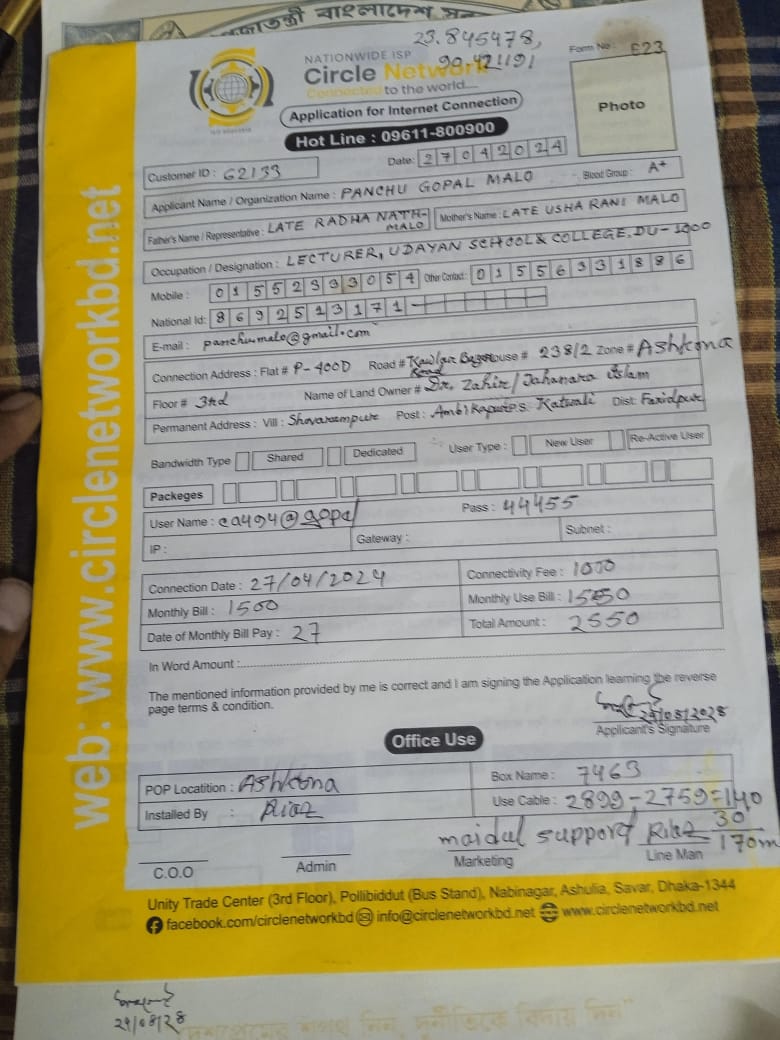 23.845478,
90.421191
NATIONWIDE ISP
Circle Network
Connected to the world....
Form No : 623
Application for Internet Connection
Photo
Hot Line : 09611-800900
Customer ID : 62133
Date: 27042024
Applicant Name / Organization Name : PANCHU GOPAL MALO Blood Group : A+
Father's Name / Representative : LATE RADHA NATH MALO Mother's Name : LATE USHA RANI MALO
Occupation / Designation : LECTURER, UDAYAN SCHOOL & COLLEGE, DU-1000
Mobile : 01552393054 Other Contact : 01556331886
National Id: 8692513171
E-mail : panchumalo@gmail.com
Connection Address : Flat # P-400D Road # Kawlar Bazar Road House # 238/2 Zone # Ashkona
Floor # 3rd Name of Land Owner # Dr. Zahir/Jahanara Islam
Permanent Address : Vill : Shovarampur Post : Ambikapur P.S. Katwali Dist: Faridpur
Bandwidth Type Shared Dedicated User Type : New User Re-Active User
Packeges
User Name : ca494@gopal Pass : 44455
IP : Gateway : Subnet :
Connection Date : 27/04/2024 Connectivity Fee : 1000
Monthly Bill : 1500 Monthly Use Bill : 1550
Date of Monthly Bill Pay : 27 Total Amount : 2550
In Word Amount :
The mentioned information provided by me is correct and I am signing the Application learning the reverse
page terms & condition.
Applicant's Signature
Office Use
POP Locatition : Ashkona Box Name : 7463
Installed By : Riaz Use Cable : 2899-2759=140
30
maidul support Riaz 170m
C.O.O Admin Marketing Line Man
Unity Trade Center (3rd Floor), Pollibiddut (Bus Stand), Nabinagar, Ashulia, Savar, Dhaka-1344
facebook.com/circlenetworkbd info@circlenetworkbd.net www.circlenetworkbd.net
web: www.circlenetworkbd.net